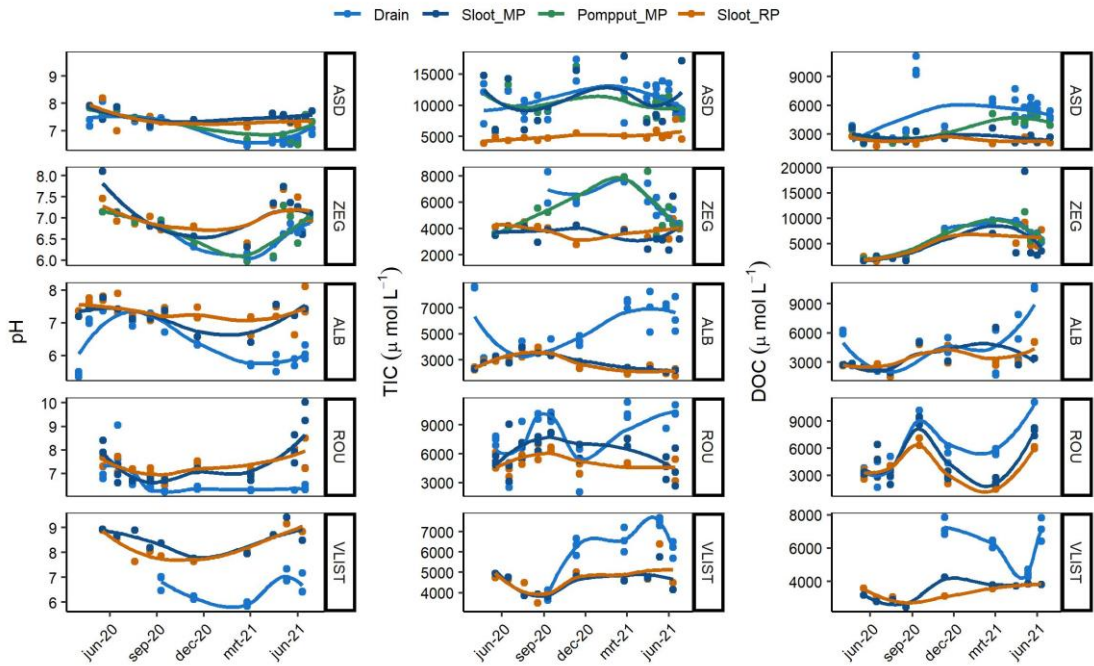 Drain Sloot_MP Pompput_MP Sloot_RP
pH
9
8
7
ASD
8.0
7.5
7.0
6.5
6.0
ZEG
8
7
6
ALB
10
9
8
7
ROU
9
8
7
6
VLIST
jun-20 sep-20 dec-20 mrt-21 jun-21
TIC (µ mol L⁻¹)
15000
10000
5000
ASD
8000
6000
4000
2000
ZEG
7000
5000
3000
ALB
9000
7000
5000
3000
ROU
7000
6000
5000
4000
VLIST
jun-20 sep-20 dec-20 mrt-21 jun-21
DOC (µ mol L⁻¹)
9000
6000
3000
ASD
20000
15000
10000
5000
ZEG
9000
6000
3000
ALB
9000
6000
3000
ROU
8000
6000
4000
VLIST
jun-20 sep-20 dec-20 mrt-21 jun-21